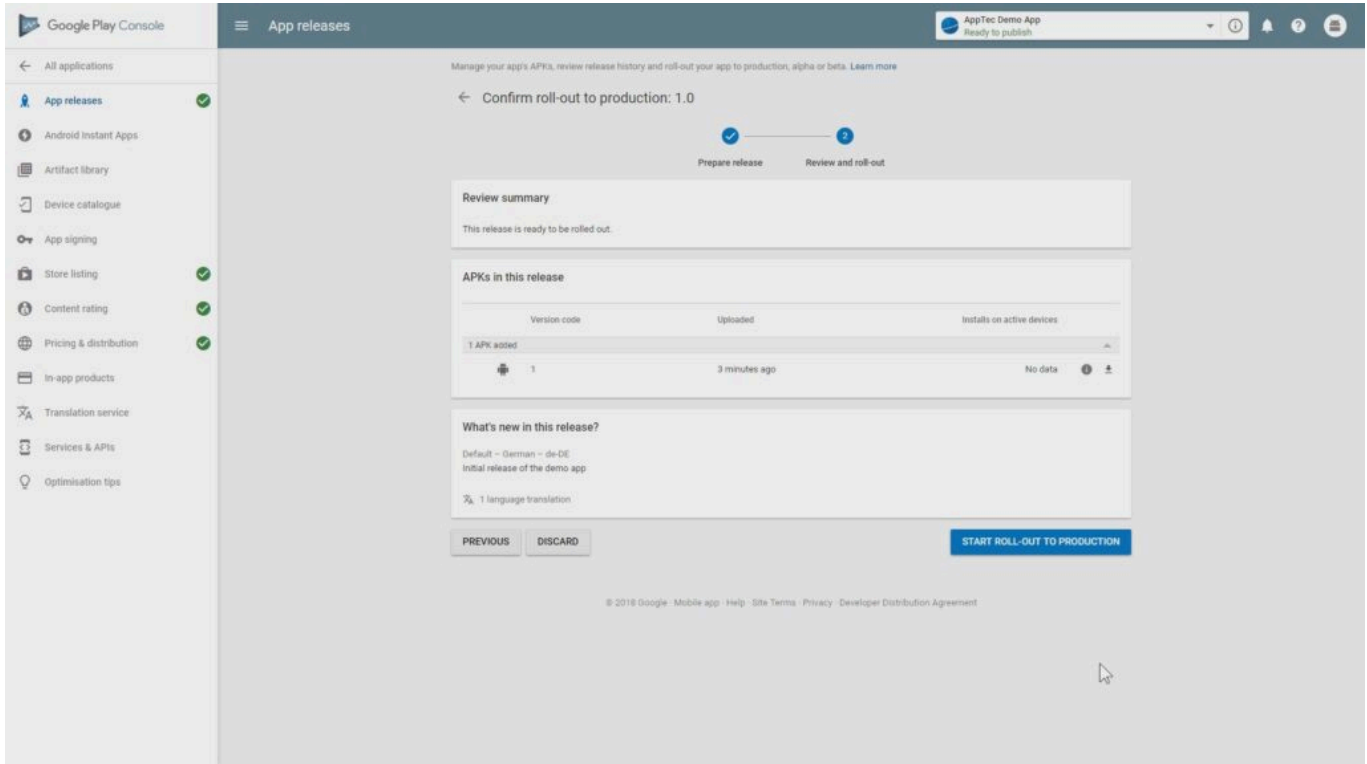 Google Play Console
App releases
AppTec Demo App
Ready to publish
All applications
App releases
Android Instant Apps
Artifact library
Device catalogue
App signing
Store listing
Content rating
Pricing & distribution
In-app products
Translation service
Services & APIs
Optimisation tips
Manage your app's APKs, review release history and roll-out your app to production, alpha or beta. Learn more
Confirm roll-out to production: 1.0
2
Prepare release Review and roll-out
Review summary
This release is ready to be rolled out.
APKs in this release
Version code Uploaded Installs on active devices
1 APK added
1 3 minutes ago No data
What's new in this release?
Default – German – de-DE
Initial release of the demo app
1 language translation
PREVIOUS DISCARD START ROLL-OUT TO PRODUCTION
© 2018 Google · Mobile app · Help · Site Terms · Privacy · Developer Distribution Agreement